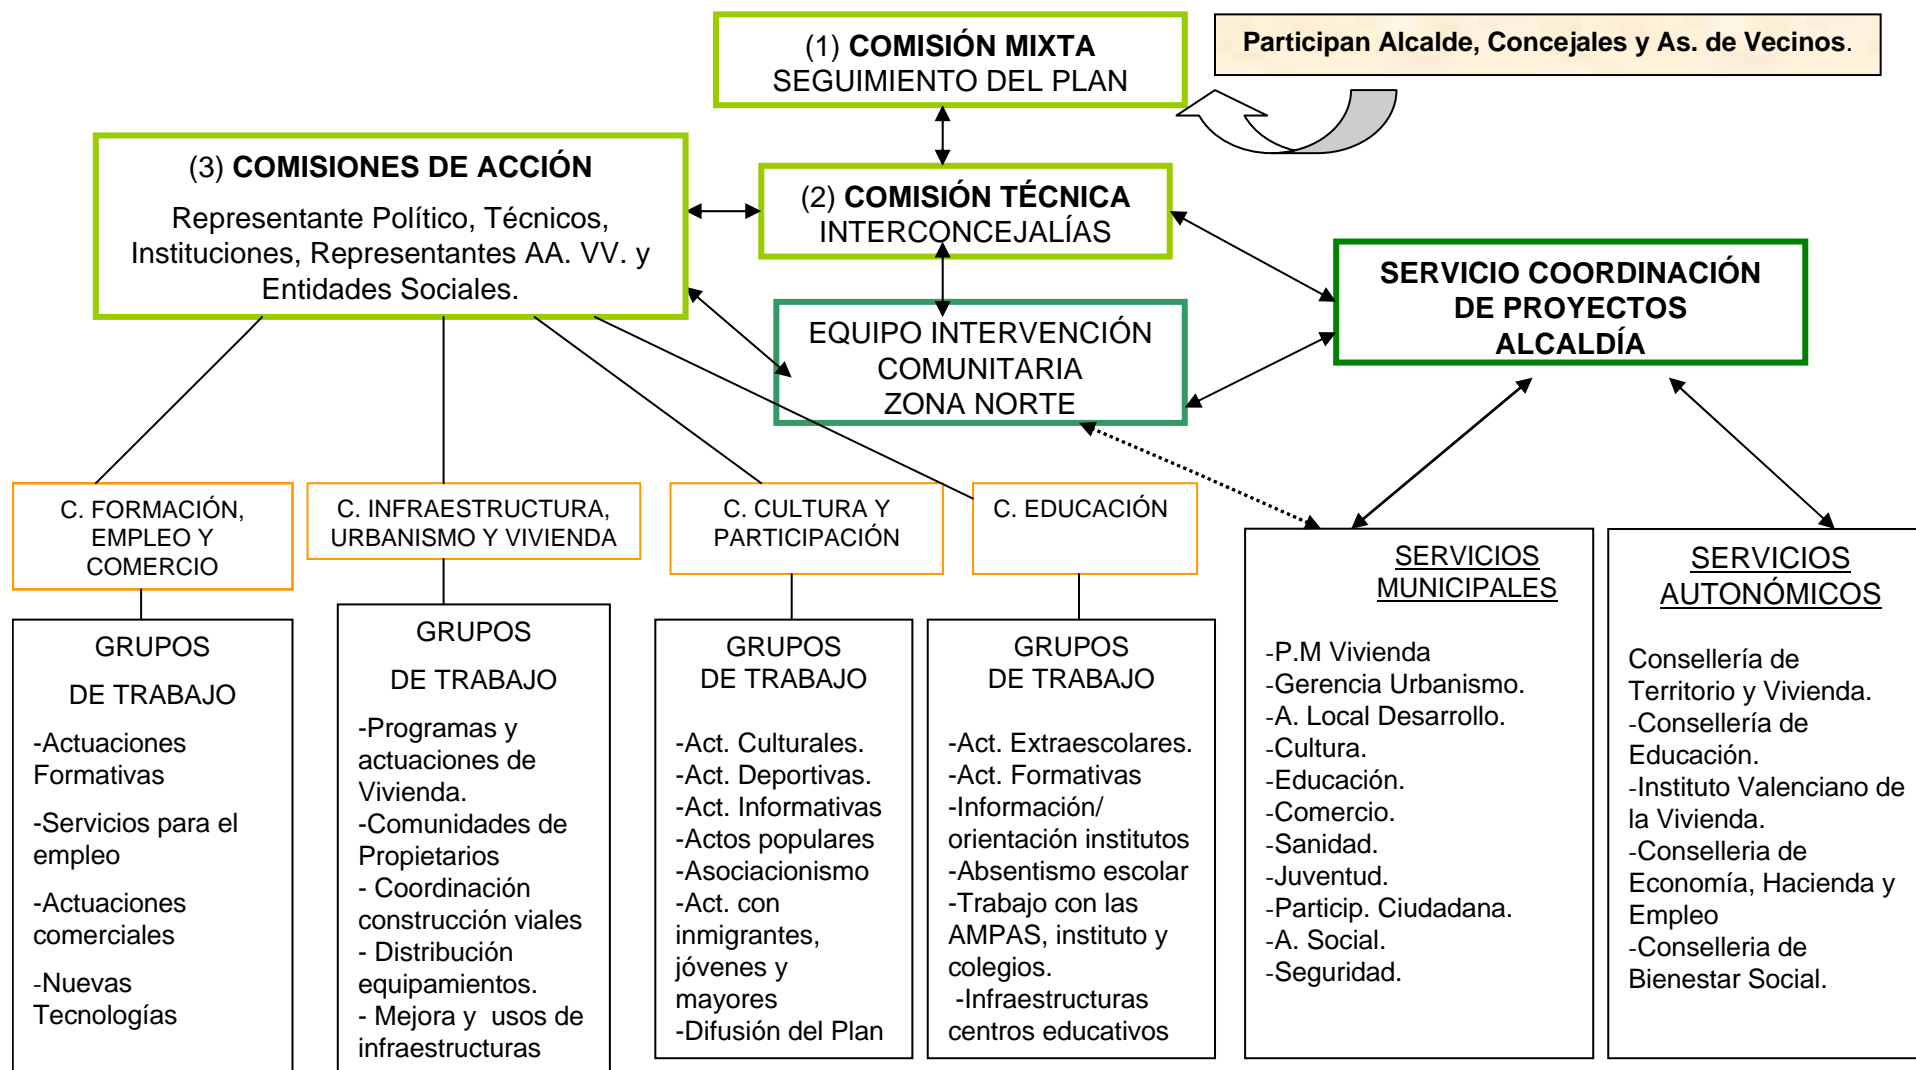 (1) COMISIÓN MIXTA
SEGUIMIENTO DEL PLAN
Participan Alcalde, Concejales y As. de Vecinos.
(3) COMISIONES DE ACCIÓN
Representante Político, Técnicos,
Instituciones, Representantes AA. VV. y
Entidades Sociales.
(2) COMISIÓN TÉCNICA
INTERCONCEJALÍAS
SERVICIO COORDINACIÓN
DE PROYECTOS
ALCALDÍA
EQUIPO INTERVENCIÓN
COMUNITARIA
ZONA NORTE
C. FORMACIÓN,
EMPLEO Y
COMERCIO
C. INFRAESTRUCTURA,
URBANISMO Y VIVIENDA
C. CULTURA Y
PARTICIPACIÓN
C. EDUCACIÓN
GRUPOS
DE TRABAJO
-Actuaciones
Formativas
-Servicios para el
empleo
-Actuaciones
comerciales
-Nuevas
Tecnologías
GRUPOS
DE TRABAJO
-Programas y
actuaciones de
Vivienda.
-Comunidades de
Propietarios
- Coordinación
construcción viales
- Distribución
equipamientos.
- Mejora y  usos de
infraestructuras
GRUPOS
DE TRABAJO
-Act. Culturales.
-Act. Deportivas.
-Act. Informativas
-Actos populares
-Asociacionismo
-Act. con
inmigrantes,
jóvenes y
mayores
-Difusión del Plan
GRUPOS
DE TRABAJO
-Act. Extraescolares.
-Act. Formativas
-Información/
orientación institutos
-Absentismo escolar
-Trabajo con las
AMPAS, instituto y
colegios.
-Infraestructuras
centros educativos
SERVICIOS
MUNICIPALES
-P.M Vivienda
-Gerencia Urbanismo.
-A. Local Desarrollo.
-Cultura.
-Educación.
-Comercio.
-Sanidad.
-Juventud.
-Particip. Ciudadana.
-A. Social.
-Seguridad.
SERVICIOS
AUTONÓMICOS
Consellería de
Territorio y Vivienda.
-Consellería de
Educación.
-Instituto Valenciano de
la Vivienda.
-Conselleria de
Economía, Hacienda y
Empleo
-Conselleria de
Bienestar Social.